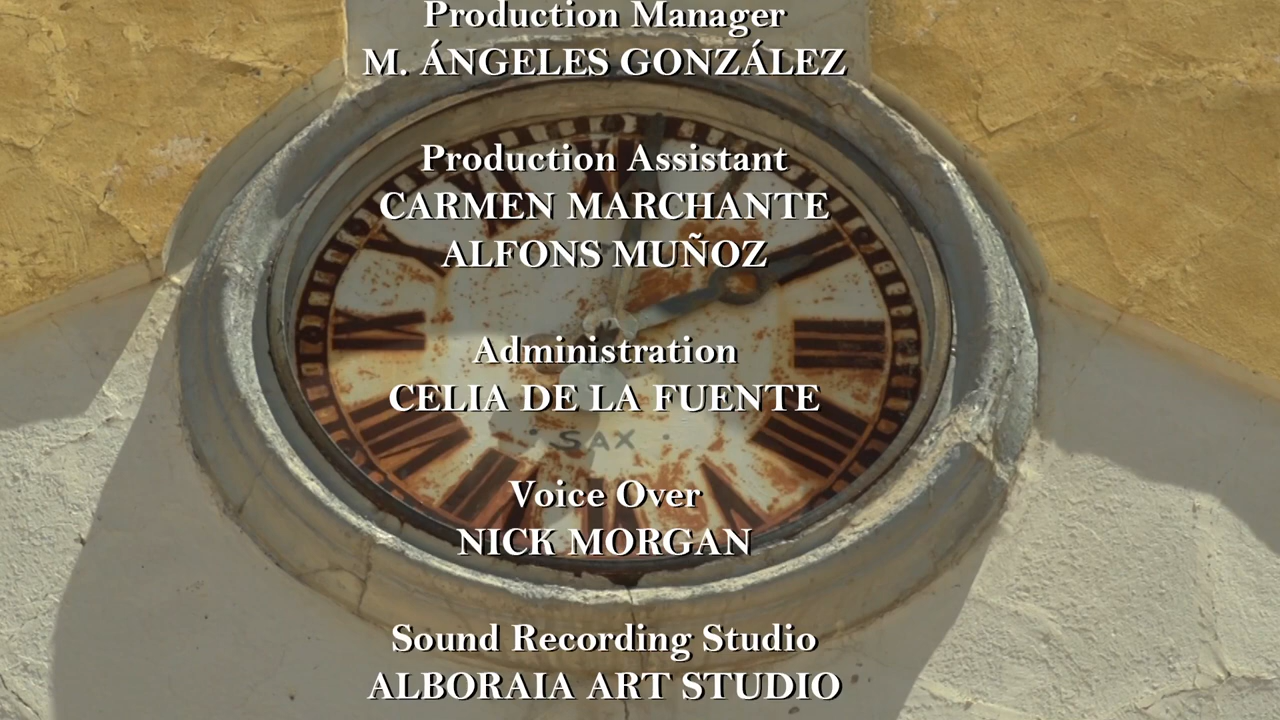 Production Manager
M. ÁNGELES GONZÁLEZ
Production Assistant
CARMEN MARCHANTE
ALFONS MUÑOZ
Administration
CELIA DE LA FUENTE
SAX
Voice Over
NICK MORGAN
Sound Recording Studio
ALBORAIA ART STUDIO